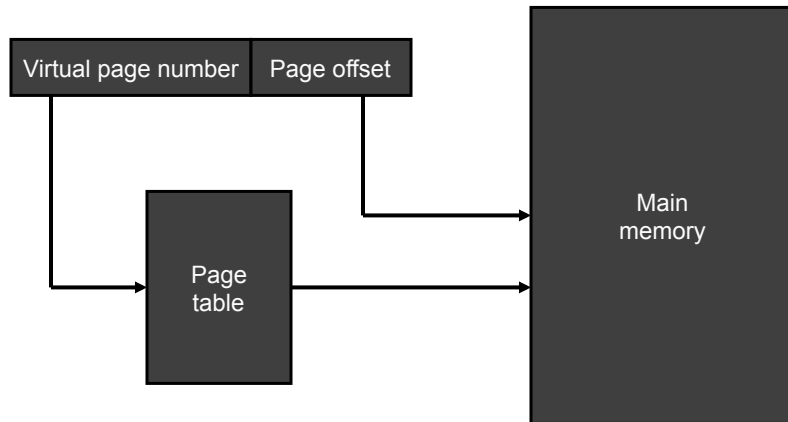 Virtual page number
Page offset
Main
memory
Page
table